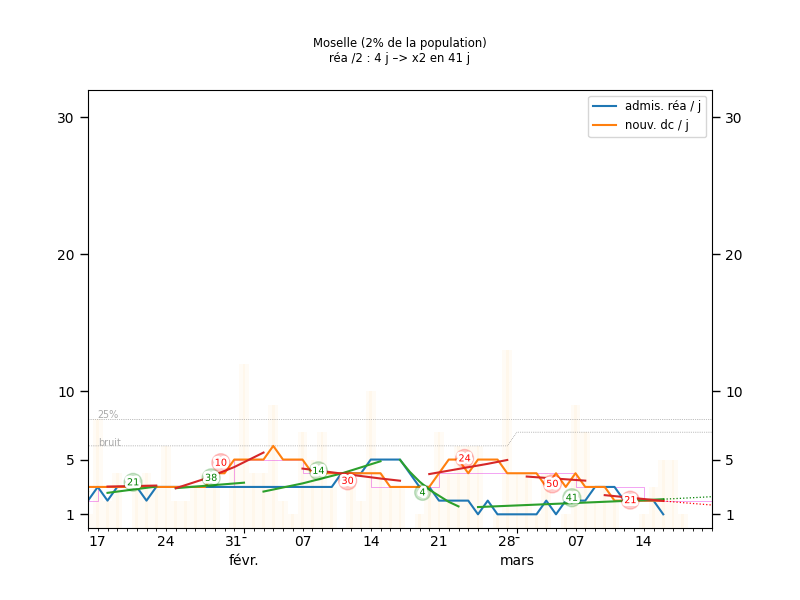 Moselle (2% de la population)
réa /2 : 4 j –> x2 en 41 j
admis. réa / j
nouv. dc / j
30 30
20 20
10 10
25%
bruit
5 5
1 1
10 24
21 38 14 30 50
4 41 21
17 24 31 07 14 21 28 07 14
févr. mars